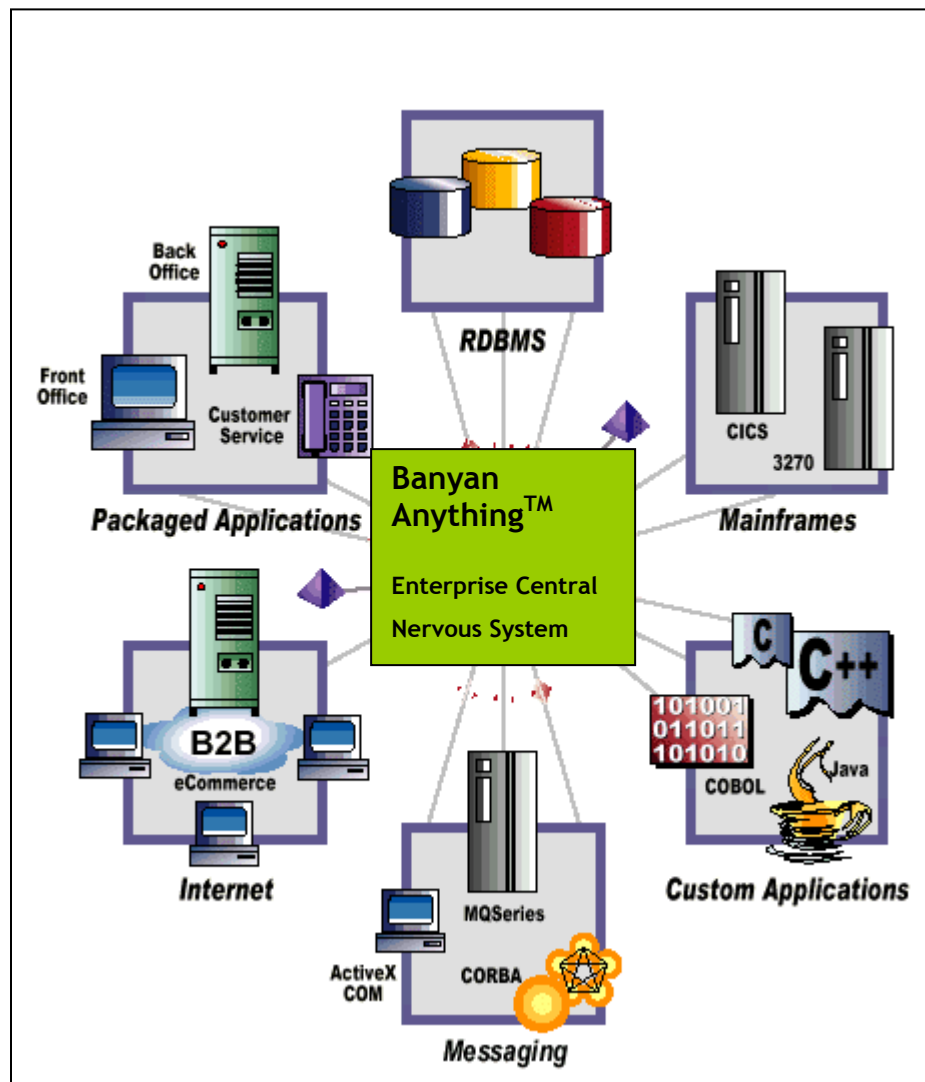 RDBMS
Back
Office
Front
Office
Customer
Service
Packaged Applications
CICS
3270
Mainframes
Banyan
Anything™
Enterprise Central
Nervous System
B2B
eCommerce
Internet
C
C++
101001
011011
101010
COBOL
Java
Custom Applications
MQSeries
ActiveX
COM
CORBA
Messaging